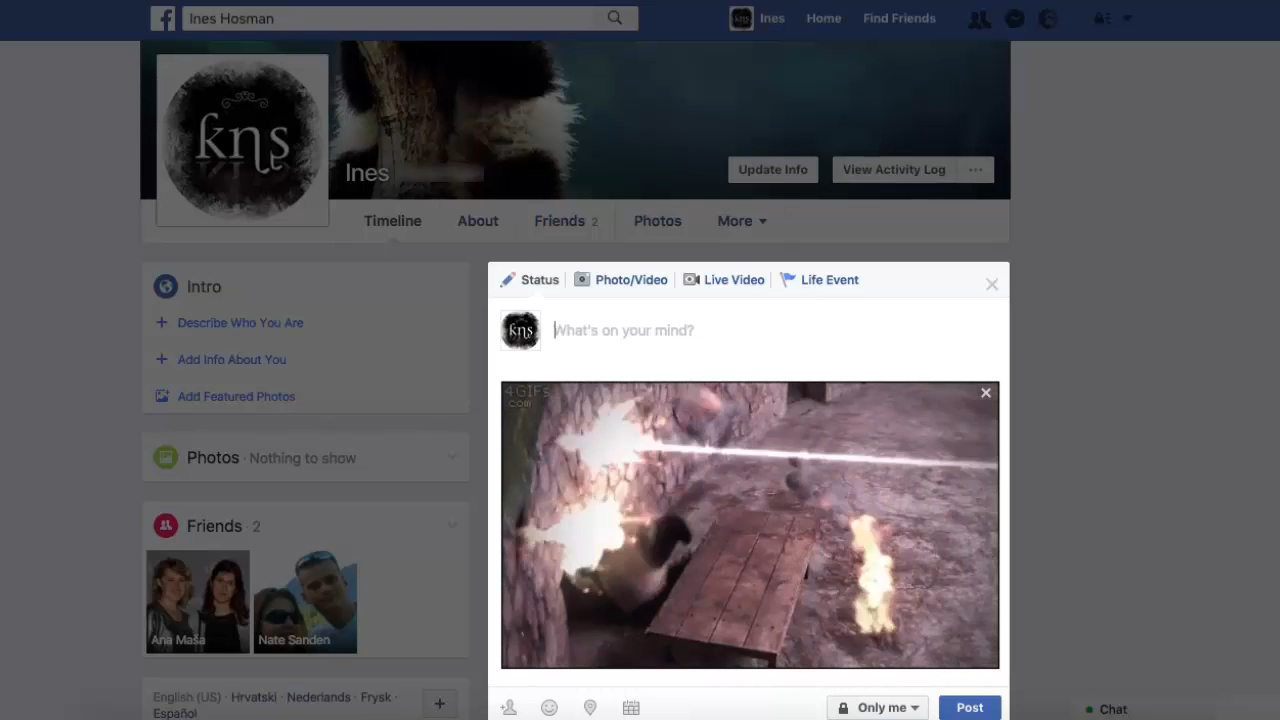 Ines Hosman
Ines
Home
Find Friends
kns
Ines
Update Info
View Activity Log
Timeline
About
Friends 2
Photos
More
Intro
Describe Who You Are
Add Info About You
Add Featured Photos
Photos · Nothing to show
Friends · 2
Ana Maša
Nate Sanden
English (US) · Hrvatski · Nederlands · Frysk ·
Español
Status
Photo/Video
Live Video
Life Event
kns
What's on your mind?
4GIFs
.COM
Only me
Post
Chat